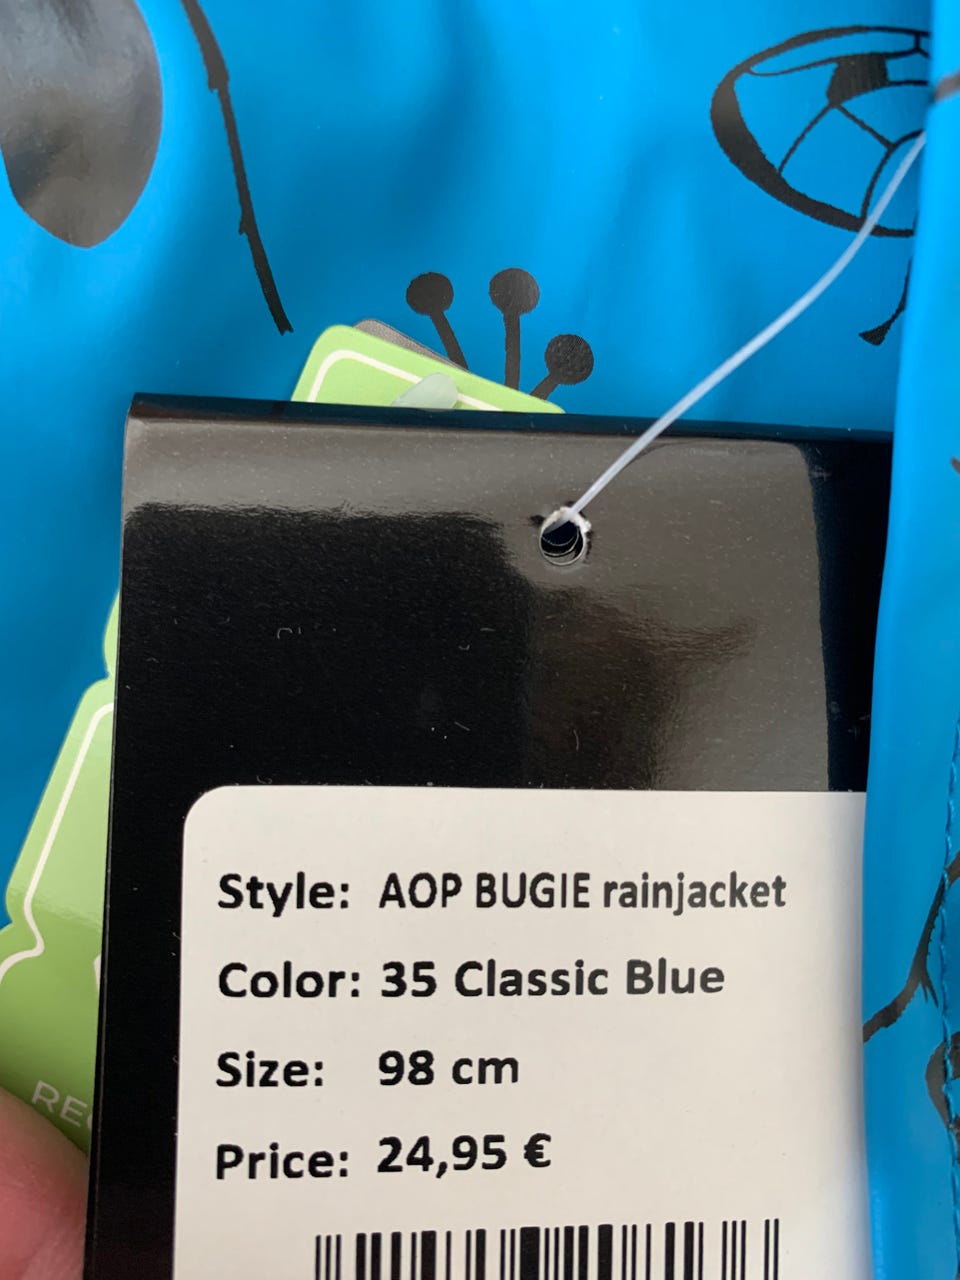 Style: AOP BUGIE rainjacket
Color: 35 Classic Blue
Size: 98 cm
Price: 24,95 €